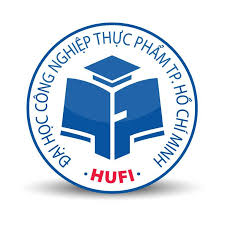 ĐẠI HỌC CÔNG NGHIỆP THỰC PHẨM TP. HỒ CHÍ MINH
· HUFI ·